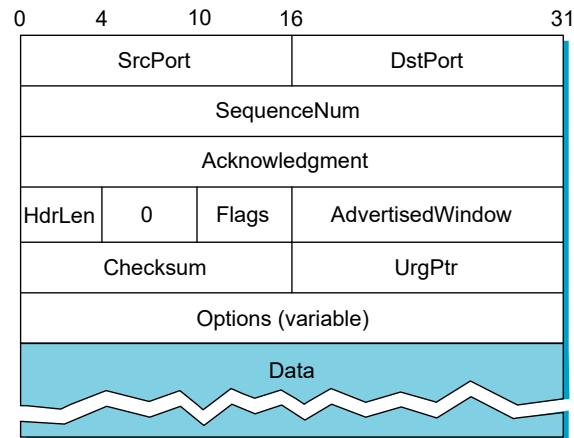 0 4 10 16 31
SrcPort DstPort
SequenceNum
Acknowledgment
HdrLen 0 Flags AdvertisedWindow
Checksum UrgPtr
Options (variable)
Data